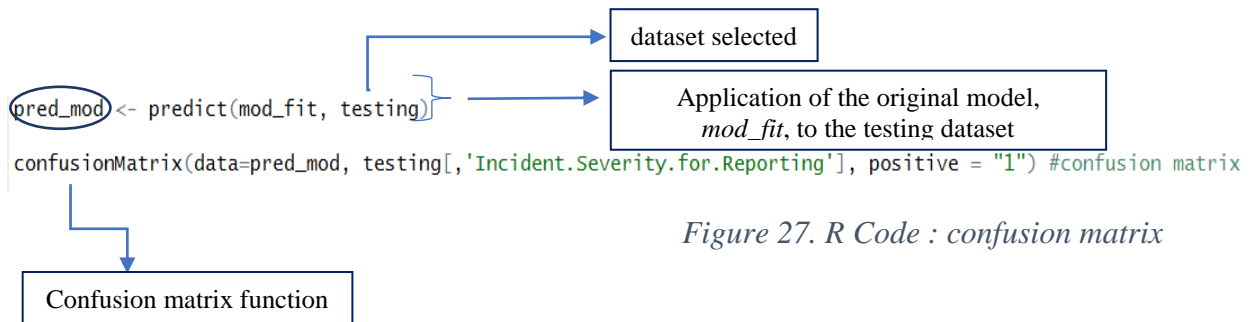 dataset selected
pred_mod <- predict(mod_fit, testing)
Application of the original model,
mod_fit, to the testing dataset
confusionMatrix(data=pred_mod, testing[,'Incident.Severity.for.Reporting'], positive = "1") #confusion matrix
Figure 27. R Code : confusion matrix
Confusion matrix function